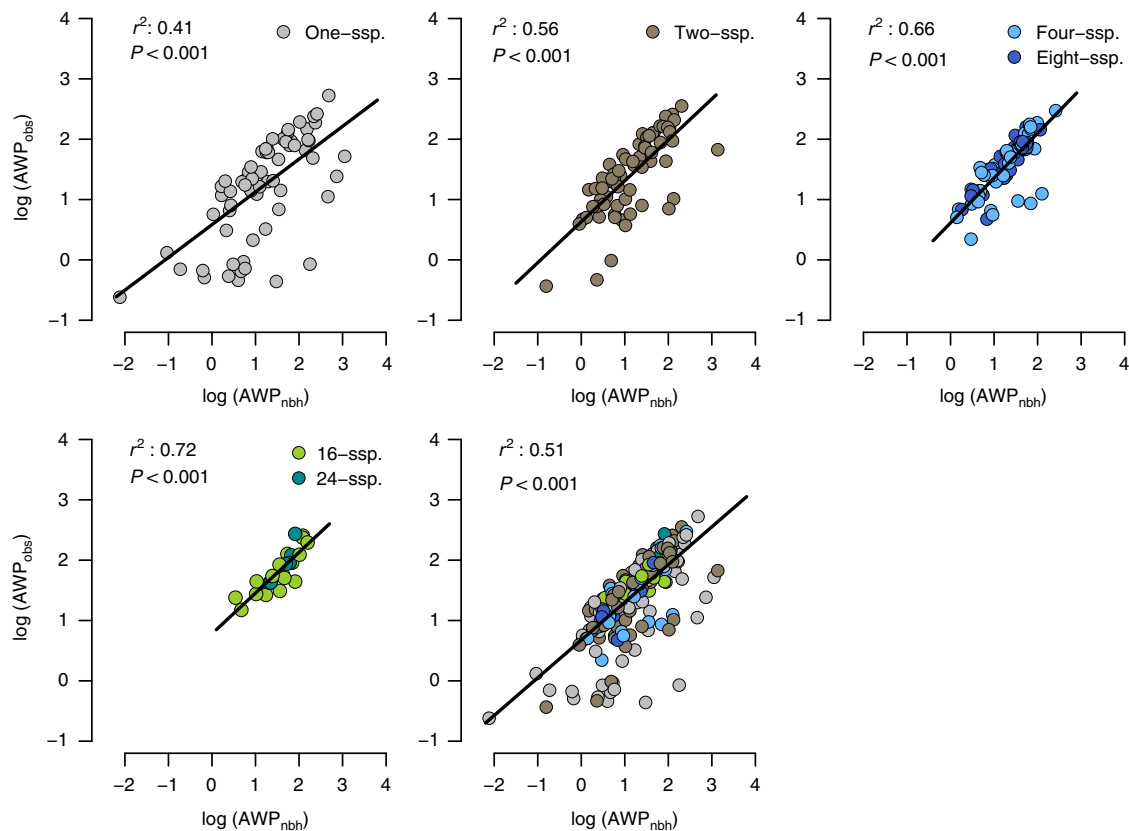 r²: 0.41
P < 0.001
One–ssp.
log (AWPobs)
4
3
2
1
0
−1
−2 −1 0 1 2 3 4
log (AWPnbh)
r² : 0.56
P < 0.001
Two–ssp.
4
3
2
1
0
−1
−2 −1 0 1 2 3 4
log (AWPnbh)
r² : 0.66
P < 0.001
Four–ssp.
Eight–ssp.
4
3
2
1
0
−1
−2 −1 0 1 2 3 4
log (AWPnbh)
r² : 0.72
P < 0.001
16–ssp.
24–ssp.
log (AWPobs)
4
3
2
1
0
−1
−2 −1 0 1 2 3 4
log (AWPnbh)
r² : 0.51
P < 0.001
log (AWPobs)
4
3
2
1
0
−1
−2 −1 0 1 2 3 4
log (AWPnbh)